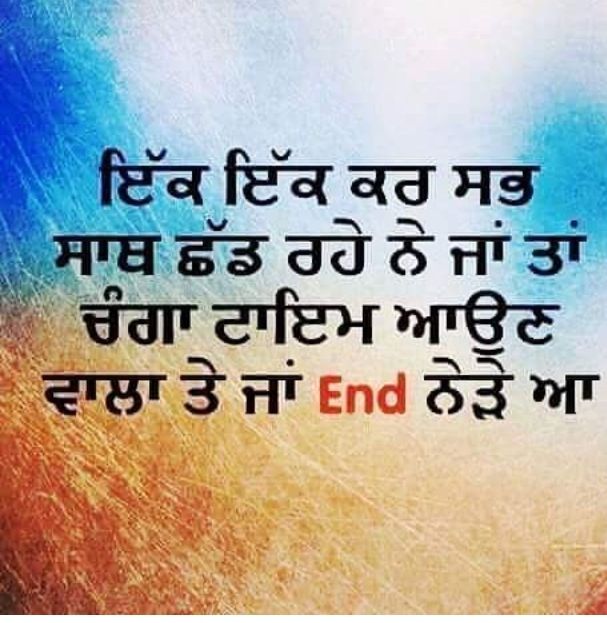 ਇੱਕ ਇੱਕ ਕਰ ਸਭ
ਸਾਥ ਛੱਡ ਰਹੇ ਨੇ ਜਾਂ ਤਾਂ
ਚੰਗਾ ਟਾਇਮ ਆਉਣ
ਵਾਲਾ ਤੇ ਜਾਂ End ਨੇੜੇ ਆ